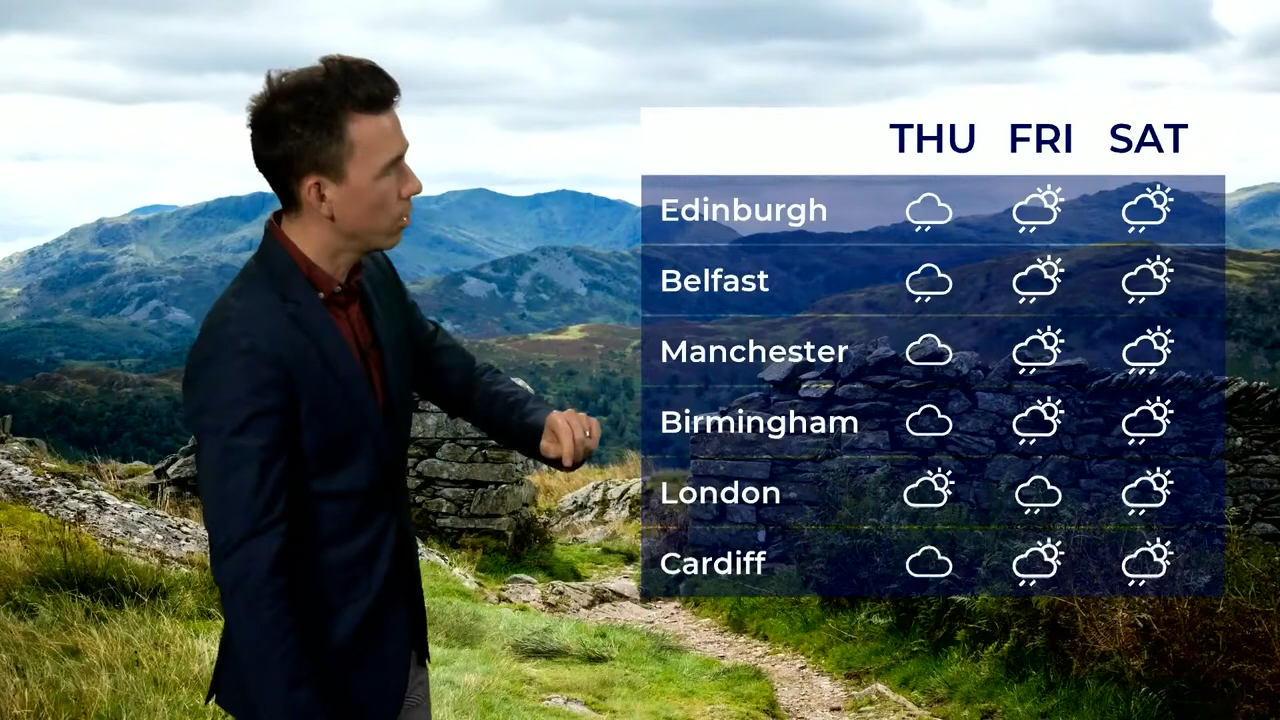 THU FRI SAT
Edinburgh
Belfast
Manchester
Birmingham
London
Cardiff